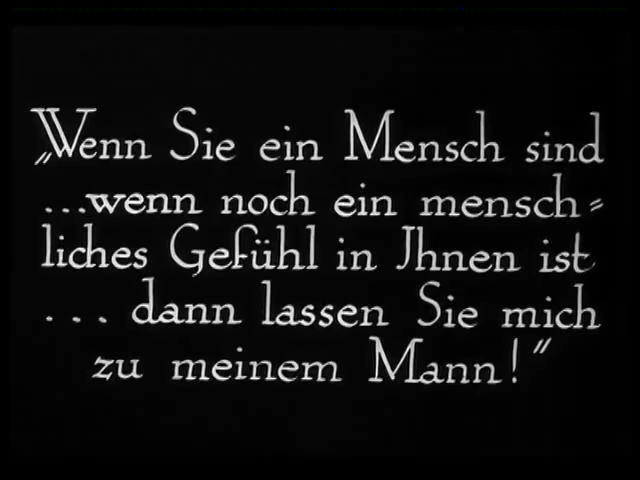 „Wenn Sie ein Mensch sind
...wenn noch ein mensch=
liches Gefühl in Jhnen ist
... dann lassen Sie mich
zu meinem Mann!"